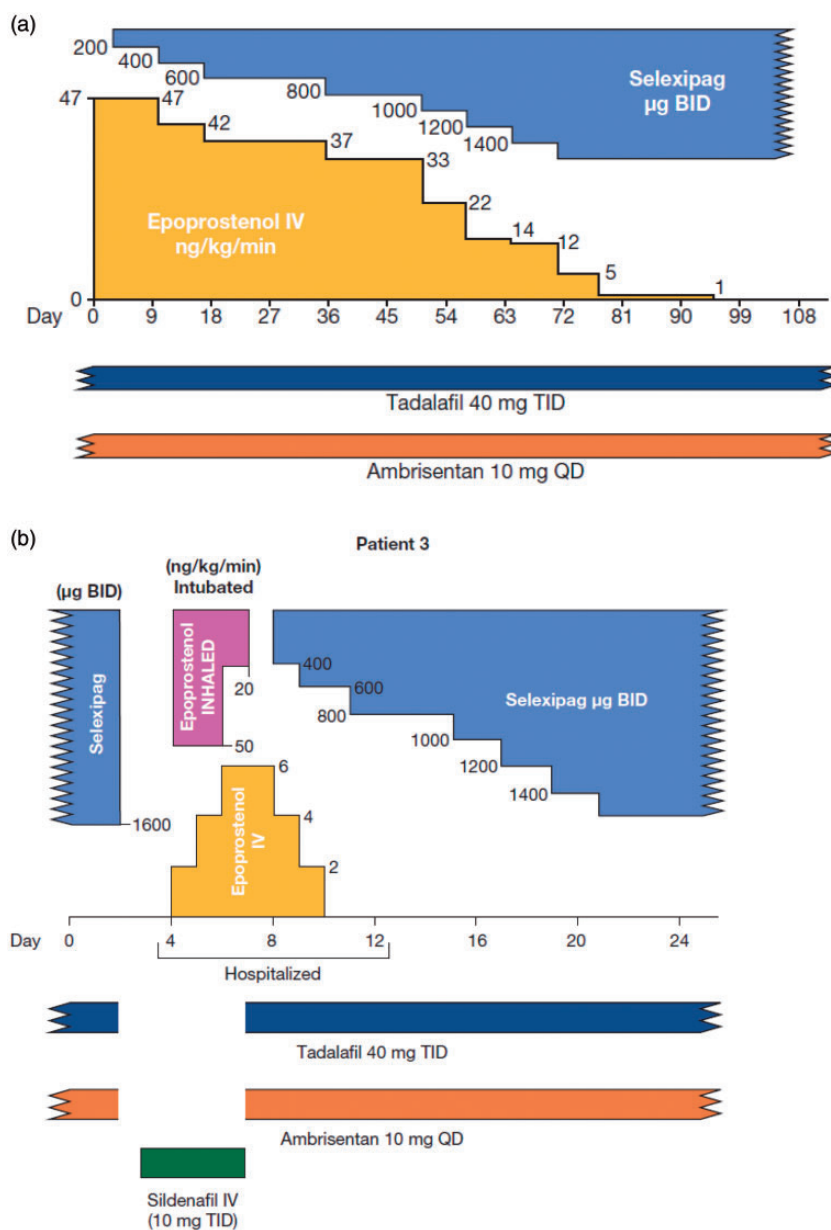 (a)
200
400
600
800
1000
1200
1400
Selexipag
µg BID
47
47
42
37
33
22
14
12
5
1
Epoprostenol IV
ng/kg/min
0
Day 0 9 18 27 36 45 54 63 72 81 90 99 108
Tadalafil 40 mg TID
Ambrisentan 10 mg QD
(b)
Patient 3
(µg BID)
(ng/kg/min)
Intubated
Selexipag
1600
Epoprostenol
INHALED
20
50
Epoprostenol
IV
6
4
2
400
600
800
1000
1200
1400
Selexipag µg BID
Day 0 4 8 12 16 20 24
Hospitalized
Tadalafil 40 mg TID
Ambrisentan 10 mg QD
Sildenafil IV
(10 mg TID)